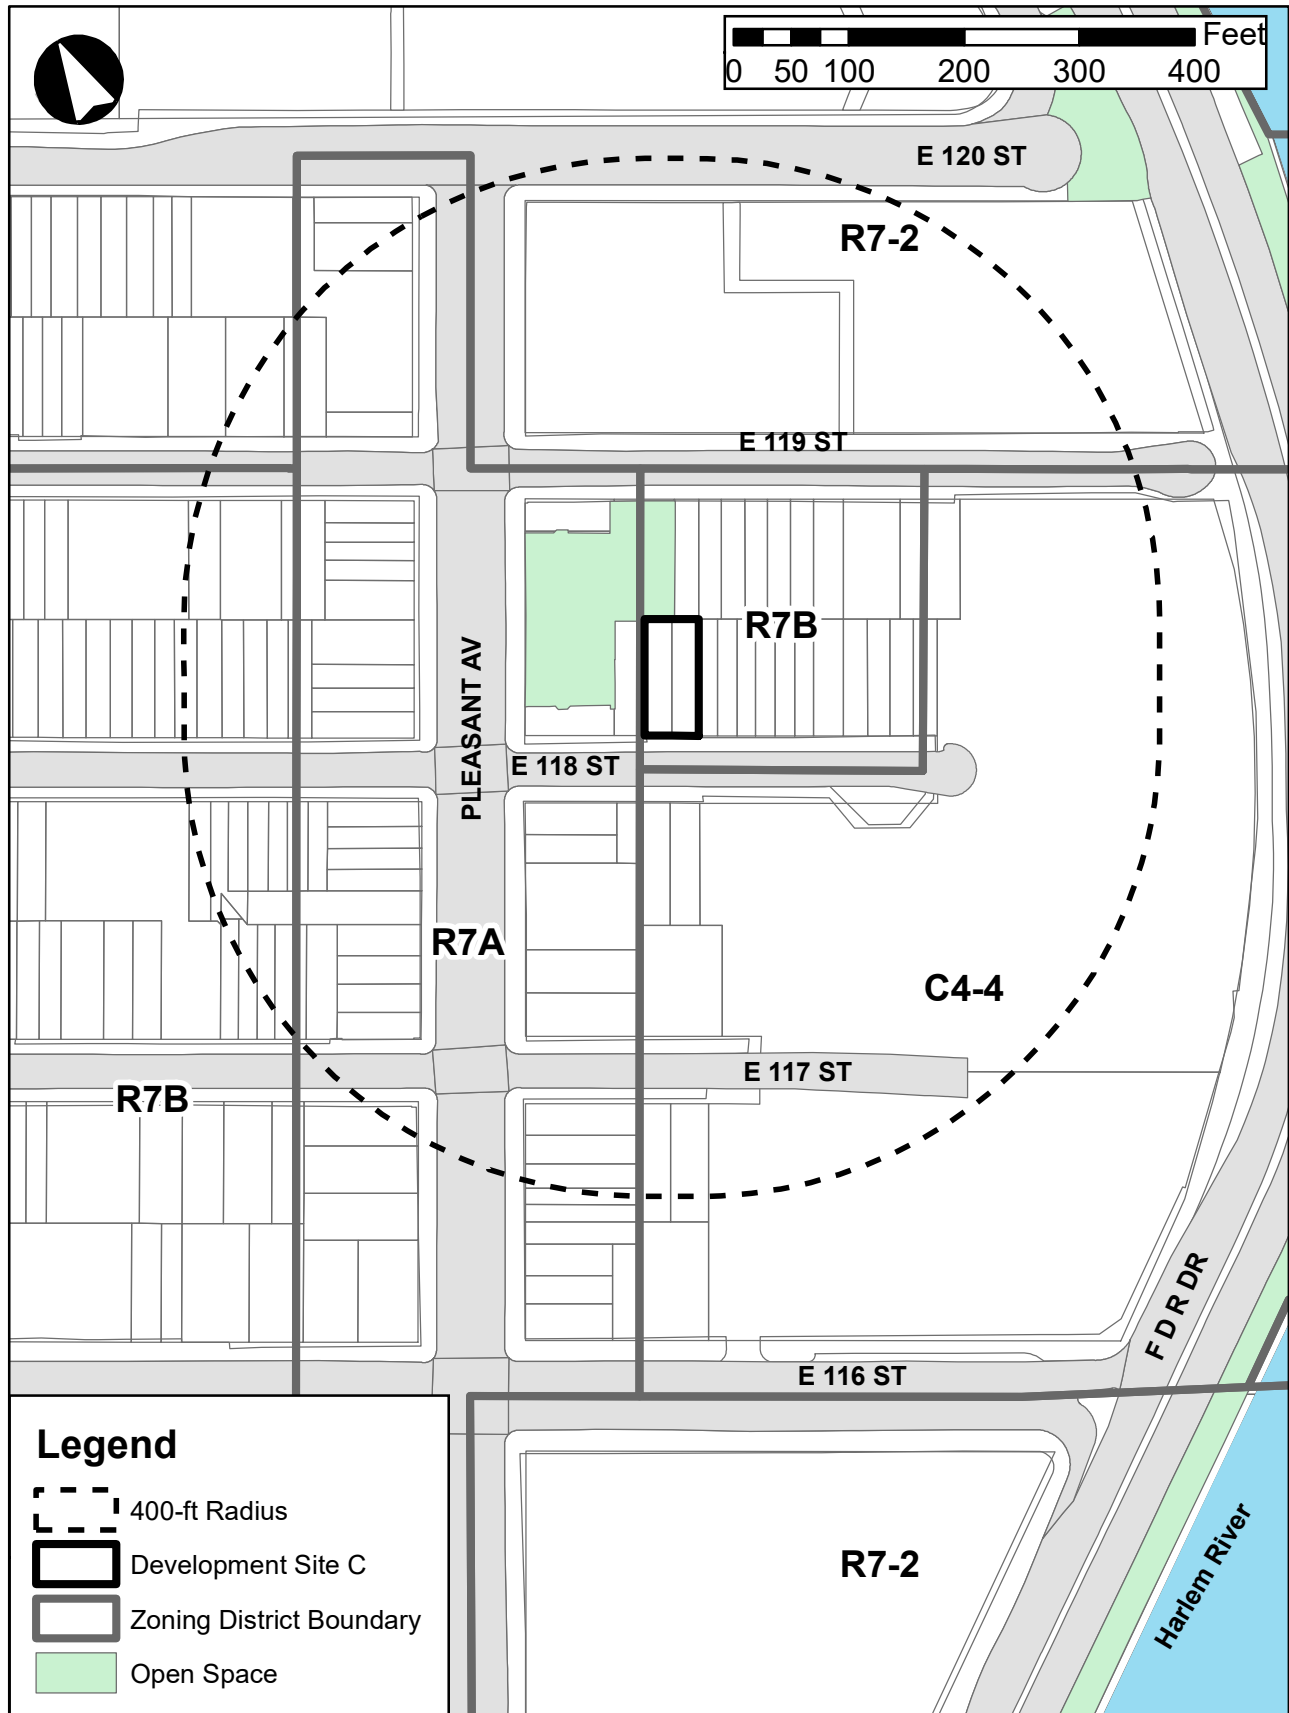 Feet
0 50 100 200 300 400
E 120 ST
R7-2
E 119 ST
R7B
PLEASANT AV
E 118 ST
R7A
C4-4
E 117 ST
R7B
F D R DR
E 116 ST
Legend
400-ft Radius
Development Site C
Zoning District Boundary
Open Space
R7-2
Harlem River